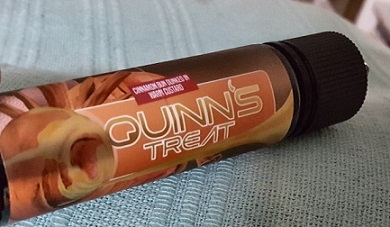 CINNAMON BUN DUNKED IN
WARM CUSTARD
QUINN'S
TREAT